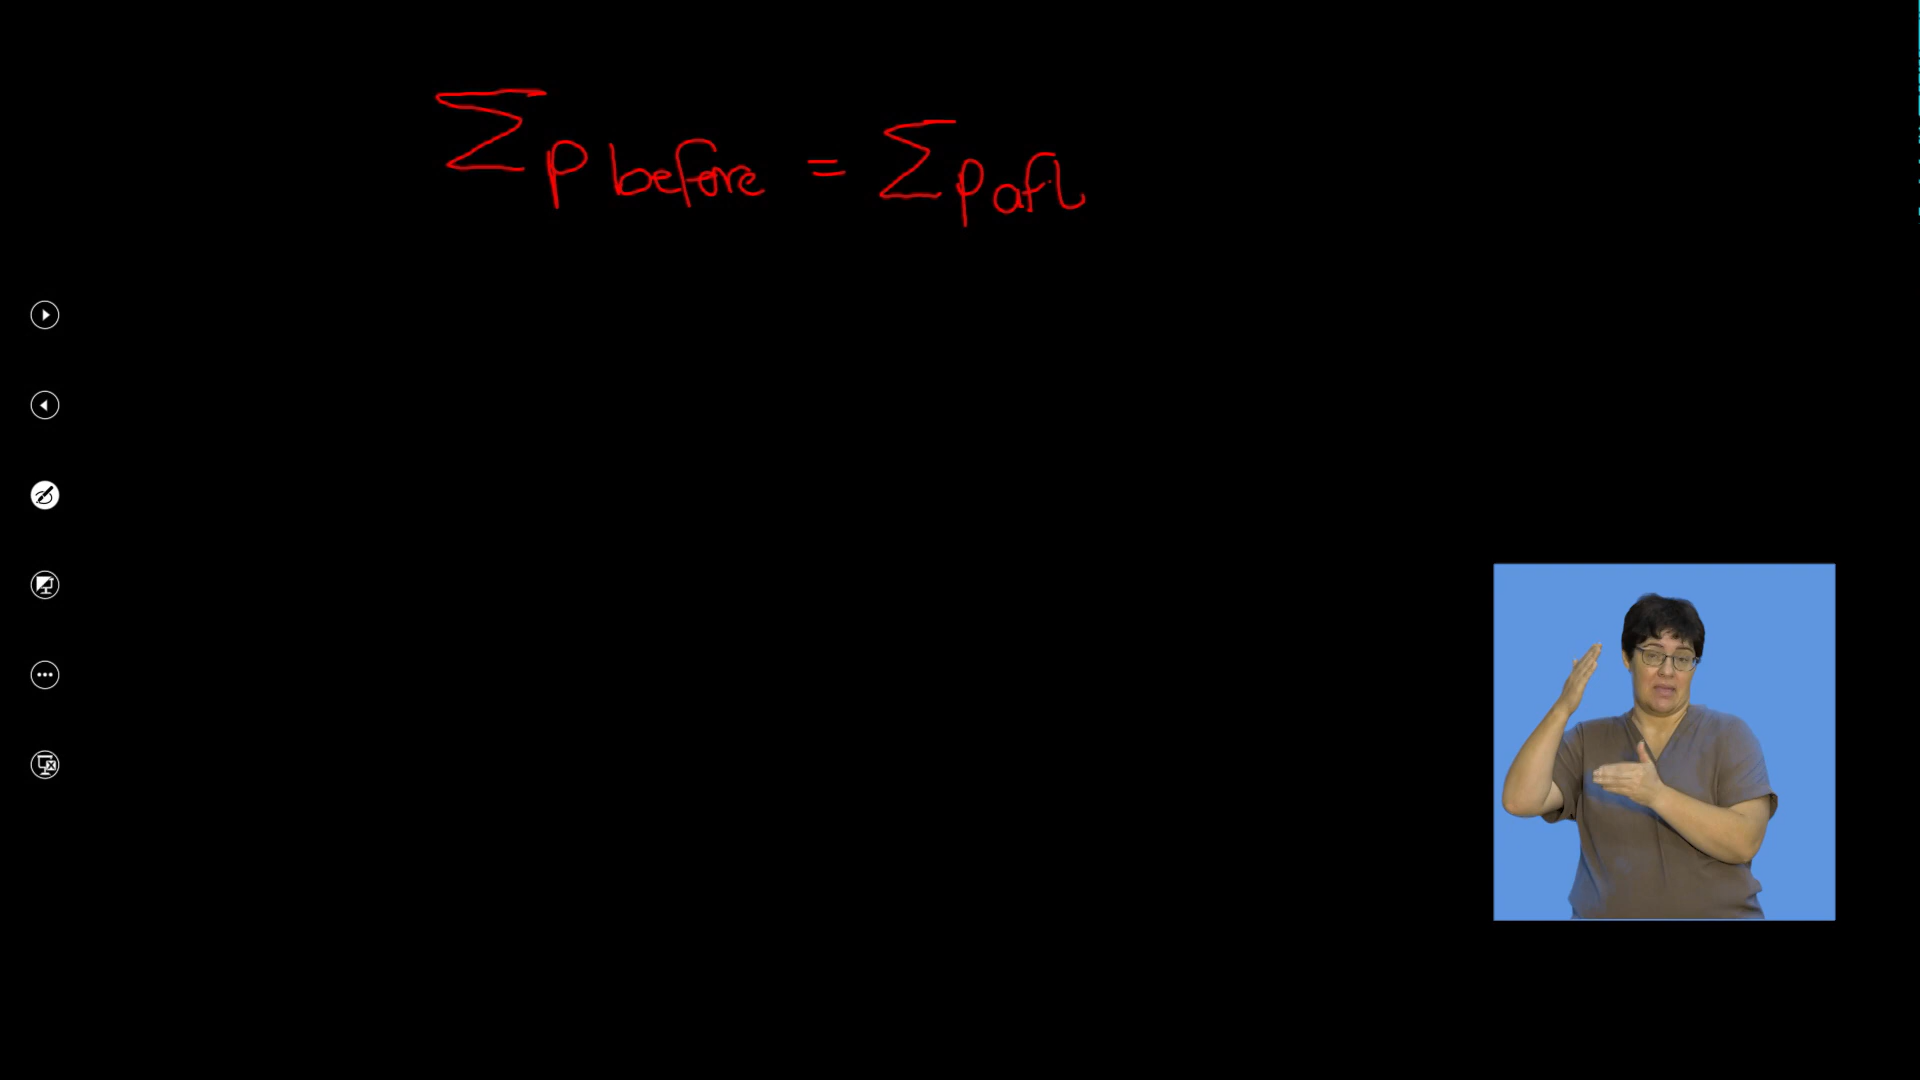 Σp before = Σp aft